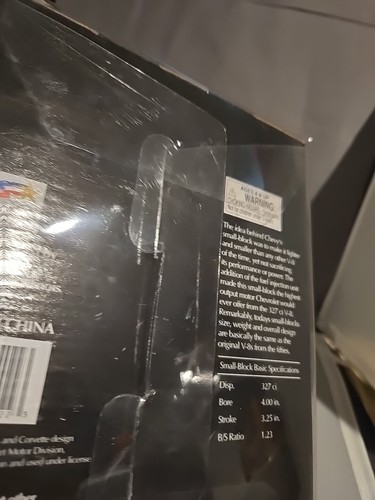 AGES 8 & UP
WARNING:
The idea behind Chevy's
small-block was to make it lighter
and smaller than any other V-8
of the time, yet not sacrificing
its performance or power. The
addition of the fuel injection unit
made this small-block the highest
output motor Chevrolet would
ever offer from the 327 ci V-8.
Remarkably, todays small-blocks
size, weight and overall design
are basically the same as the
original V-8s from the fifties.
Small-Block Basic Specifications
Disp. 327 ci
Bore 4.00 in.
Stroke 3.25 in.
B/S Ratio 1.23
CHINA
and Corvette design
Motor Division,
and used under license